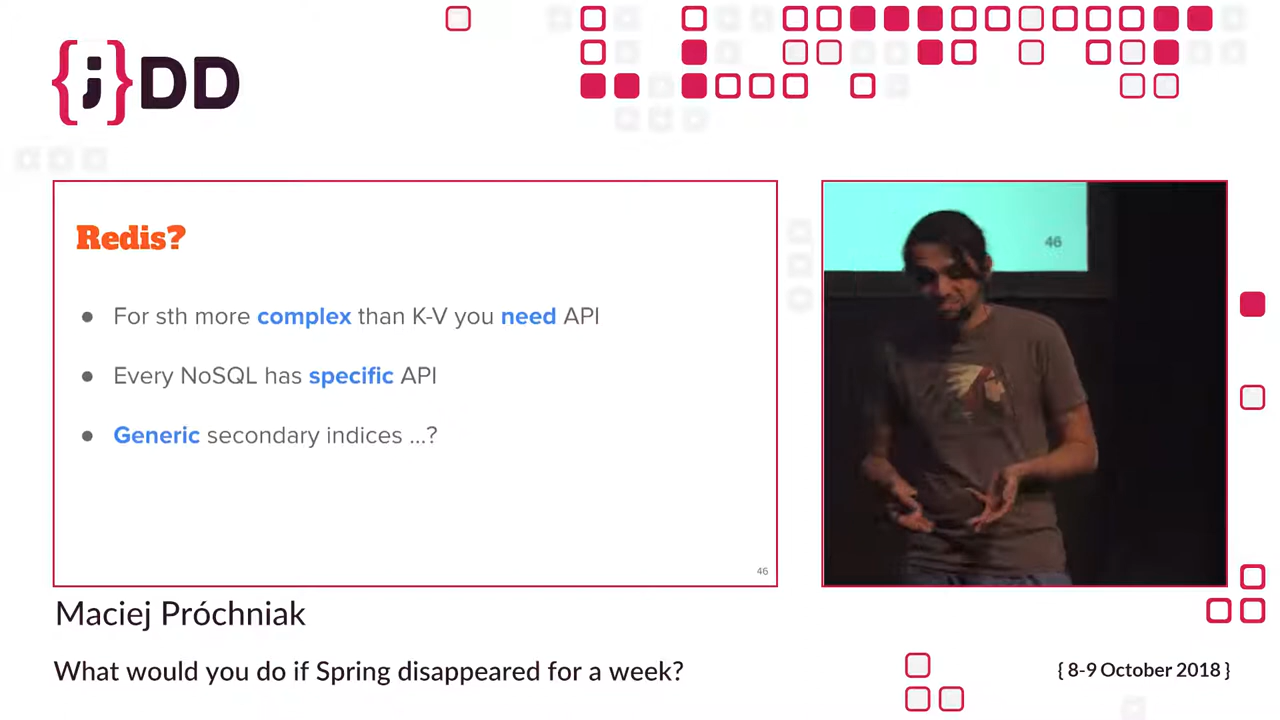 {j}DD
Redis?
● For sth more complex than K-V you need API
● Every NoSQL has specific API
● Generic secondary indices ...?
46
46
Maciej Próchniak
What would you do if Spring disappeared for a week?
{ 8-9 October 2018 }